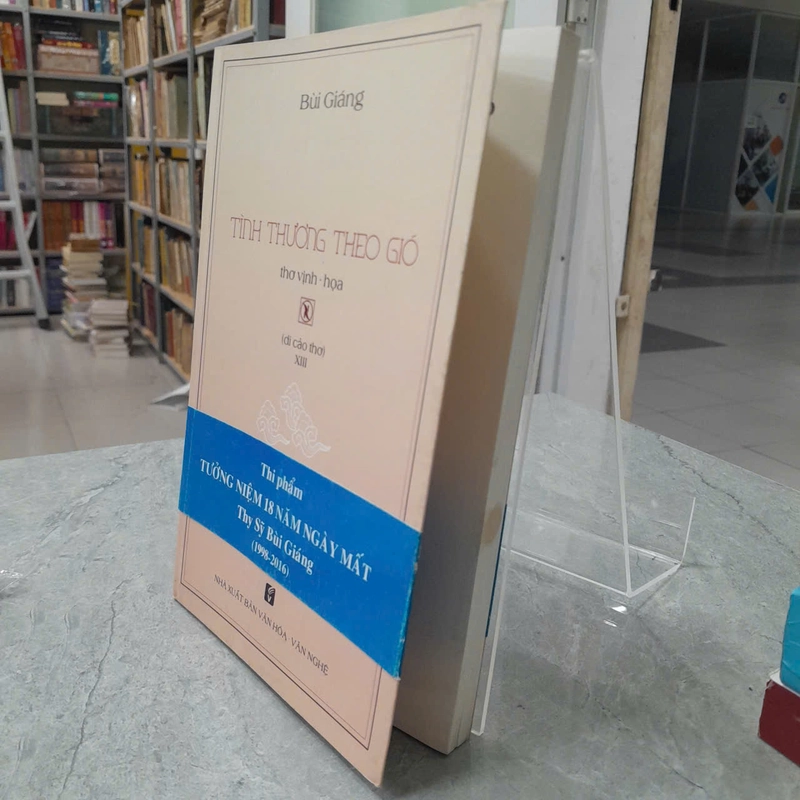 Bùi Giáng
TÌNH THƯƠNG THEO GIÓ
thơ vịnh - họa
(di cảo thơ)
XIII
Thi phẩm
TƯỞNG NIỆM 18 NĂM NGÀY MẤT
Thy Sỹ Bùi Giáng
(1998-2016)
NHÀ XUẤT BẢN VĂN HÓA VĂN NGHỆ